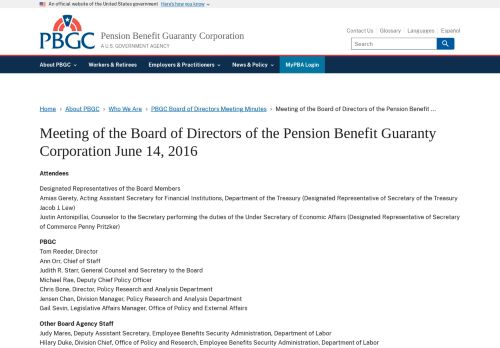 An official website of the United States government Here's how you know
PBGC
Pension Benefit Guaranty Corporation
A U.S. GOVERNMENT AGENCY
Contact Us Glossary Languages Español
Search
About PBGC Workers & Retirees Employers & Practitioners News & Policy MyPBA Login
Home › About PBGC › Who We Are › PBGC Board of Directors Meeting Minutes › Meeting of the Board of Directors of the Pension Benefit ...
Meeting of the Board of Directors of the Pension Benefit Guaranty
Corporation June 14, 2016
Attendees
Designated Representatives of the Board Members
Amias Gerety, Acting Assistant Secretary for Financial Institutions, Department of the Treasury (Designated Representative of Secretary of the Treasury
Jacob J. Lew)
Justin Antonipillai, Counselor to the Secretary performing the duties of the Under Secretary of Economic Affairs (Designated Representative of Secretary
of Commerce Penny Pritzker)
PBGC
Tom Reeder, Director
Ann Orr, Chief of Staff
Judith R. Starr, General Counsel and Secretary to the Board
Michael Rae, Deputy Chief Policy Officer
Chris Bone, Director, Policy Research and Analysis Department
Jensen Chan, Division Manager, Policy Research and Analysis Department
Gail Sevin, Legislative Affairs Manager, Office of Policy and External Affairs
Other Board Agency Staff
Judy Mares, Deputy Assistant Secretary, Employee Benefits Security Administration, Department of Labor
Hilary Duke, Division Chief, Office of Policy and Research, Employee Benefits Security Administration, Department of Labor